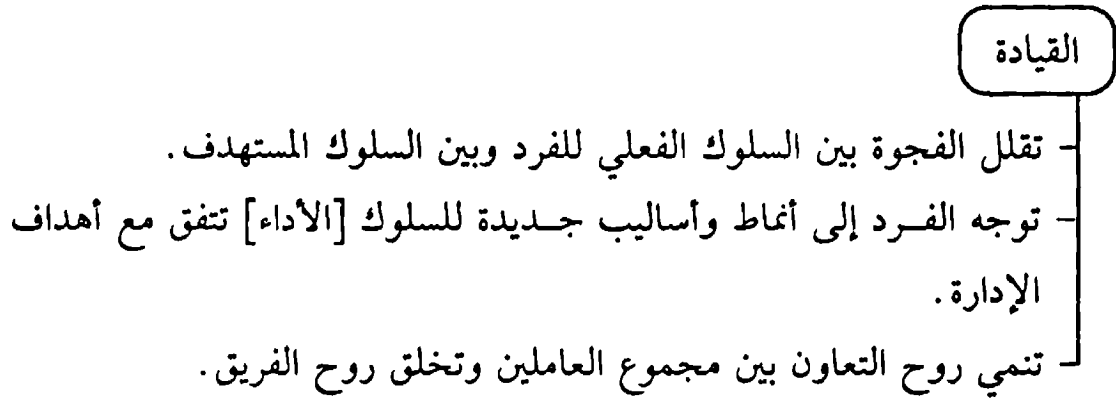 القيادة
- تقلل الفجوة بين السلوك الفعلي للفرد وبين السلوك المستهدف.
- توجه الفرد إلى أنماط وأساليب جديدة للسلوك [الأداء] تتفق مع أهداف
الإدارة.
- تنمي روح التعاون بين مجموع العاملين وتخلق روح الفريق.